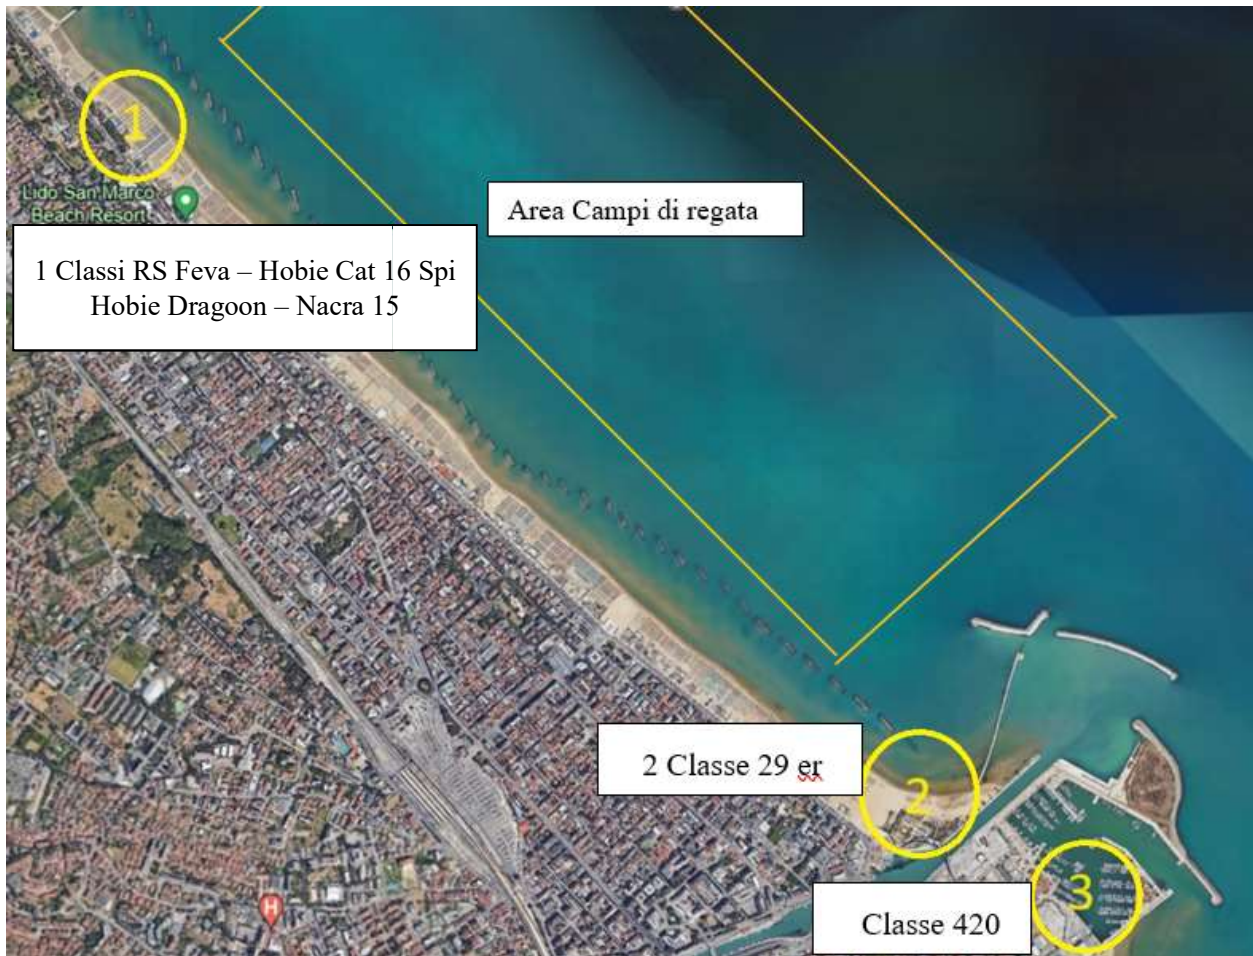 1
Lido San Marco
Beach Resort
Area Campi di regata
1 Classi RS Feva – Hobie Cat 16 Spi
Hobie Dragoon – Nacra 15
2 Classe 29 er
2
3
Classe 420
H